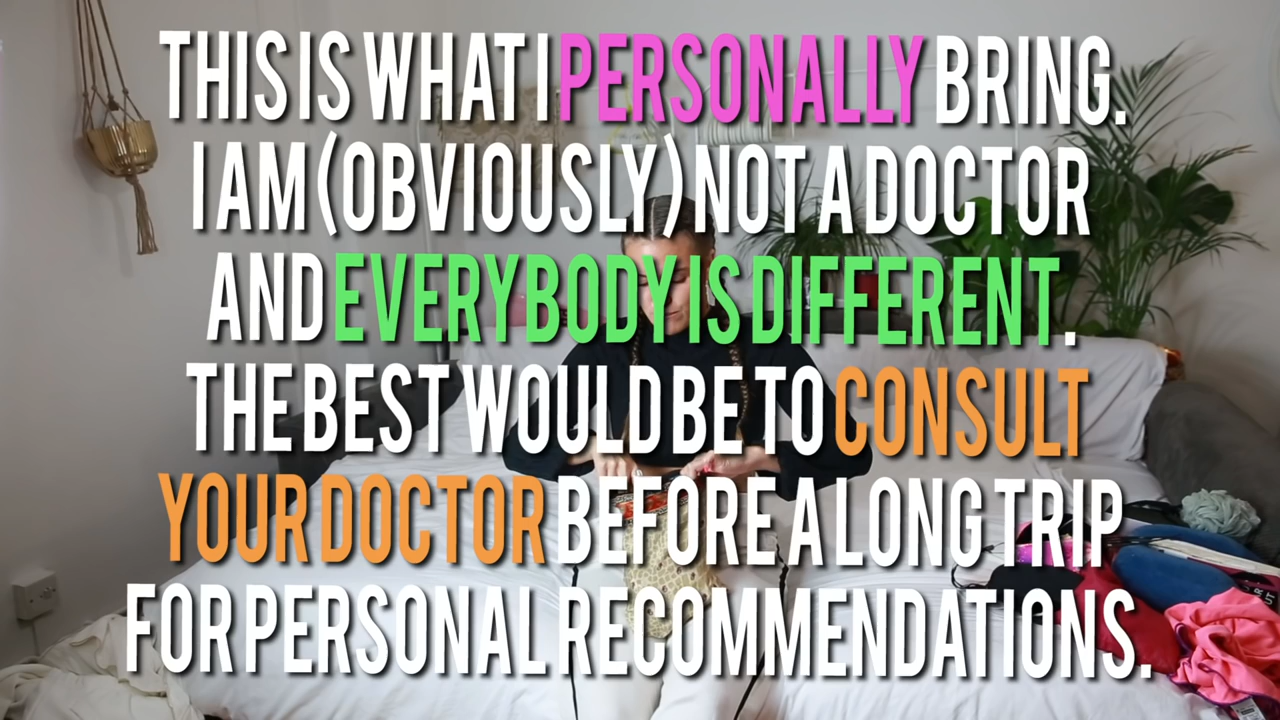 THIS IS WHAT I PERSONALLY BRING.
I AM (OBVIOUSLY) NOT A DOCTOR
AND EVERYBODY IS DIFFERENT.
THE BEST WOULD BE TO CONSULT
YOUR DOCTOR BEFORE A LONG TRIP
FOR PERSONAL RECOMMENDATIONS.